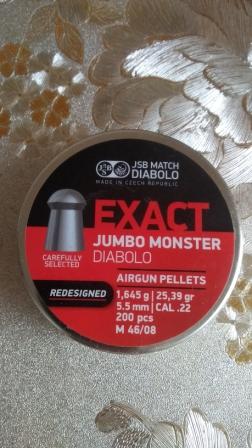 JSB MATCH
DIABOLO
MADE IN CZECH REPUBLIC
EXACT
JUMBO MONSTER
DIABOLO
CAREFULLY
SELECTED
AIRGUN PELLETS
REDESIGNED
1,645 g | 25,39 gr
5.5 mm | CAL .22
200 pcs
M 46/08